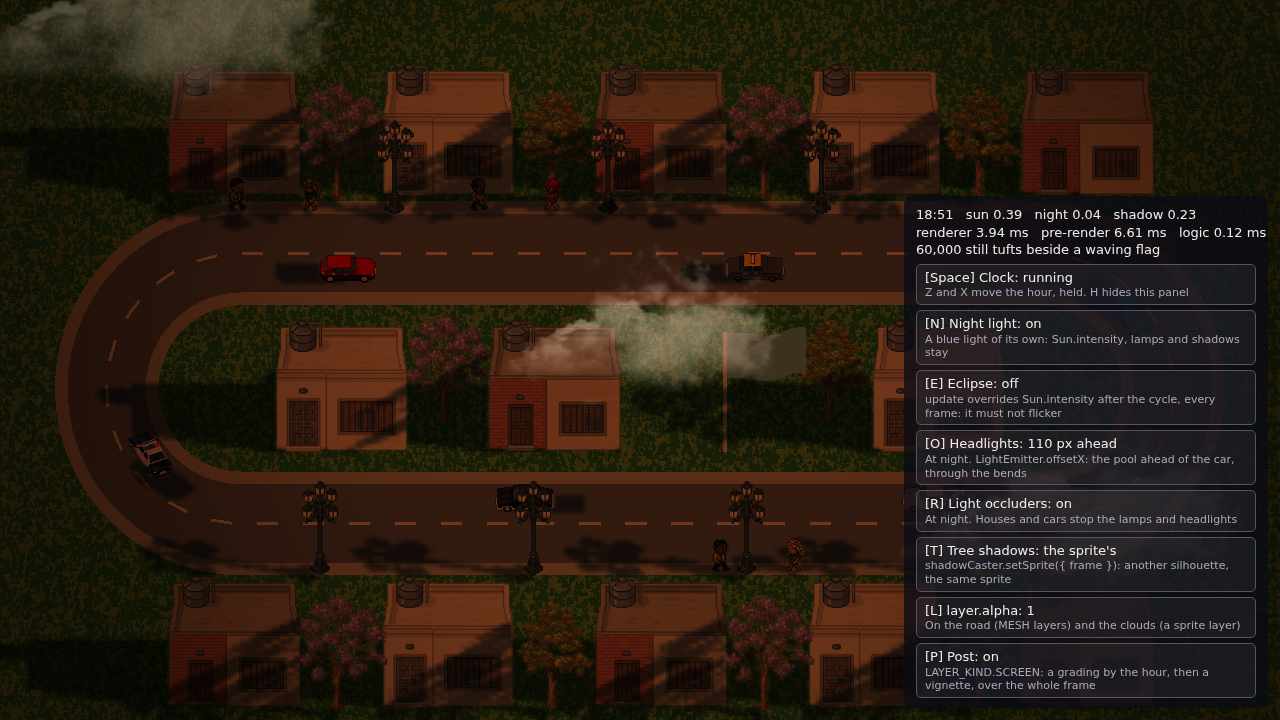 18:51 sun 0.39 night 0.04 shadow 0.23
renderer 3.94 ms pre-render 6.61 ms logic 0.12 ms
60,000 still tufts beside a waving flag
[Space] Clock: running
Z and X move the hour, held. H hides this panel
[N] Night light: on
A blue light of its own: Sun.intensity, lamps and shadows
stay
[E] Eclipse: off
update overrides Sun.intensity after the cycle, every
frame: it must not flicker
[O] Headlights: 110 px ahead
At night. LightEmitter.offsetX: the pool ahead of the car,
through the bends
[R] Light occluders: on
At night. Houses and cars stop the lamps and headlights
[T] Tree shadows: the sprite's
shadowCaster.setSprite({ frame }): another silhouette,
the same sprite
[L] layer.alpha: 1
On the road (MESH layers) and the clouds (a sprite layer)
[P] Post: on
LAYER_KIND.SCREEN: a grading by the hour, then a
vignette, over the whole frame